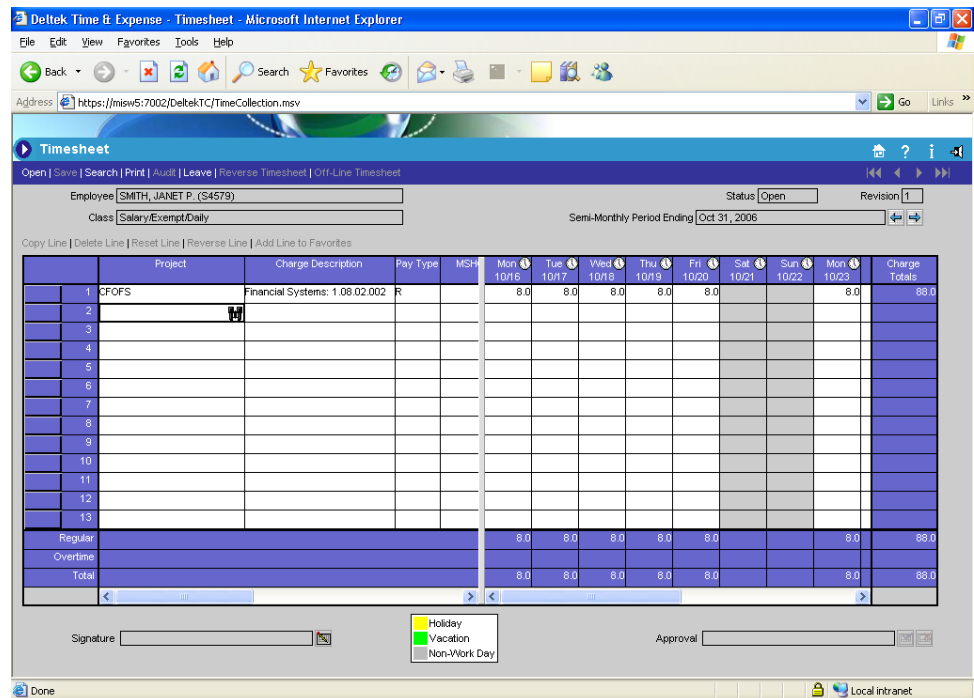 Deltek Time & Expense - Timesheet - Microsoft Internet Explorer
File Edit View Favorites Tools Help
Back Search Favorites
Address https://misw5:7002/DeltekTC/TimeCollection.msv Go Links »
Timesheet
Open | Save | Search | Print | Audit | Leave | Reverse Timesheet | Off-Line Timesheet
Employee SMITH, JANET P. (S4579) Status Open Revision 1
Class Salary/Exempt/Daily Semi-Monthly Period Ending Oct 31, 2006
Copy Line | Delete Line | Reset Line | Reverse Line | Add Line to Favorites
Project Charge Description Pay Type Mon Tue Wed Thu Fri Sat Sun Mon Charge
10/16 10/17 10/18 10/19 10/20 10/21 10/22 10/23 Totals
1 CFOFS Financial Systems: 1.08.02.002 R 8.0 8.0 8.0 8.0 8.0 8.0 88.0
2
3
4
5
6
7
8
9
10
11
12
13
Regular 8.0 8.0 8.0 8.0 8.0 8.0 88.0
Overtime
Total 8.0 8.0 8.0 8.0 8.0 8.0 88.0
Holiday
Signature Vacation Approval
Non-Work Day
Done Local intranet